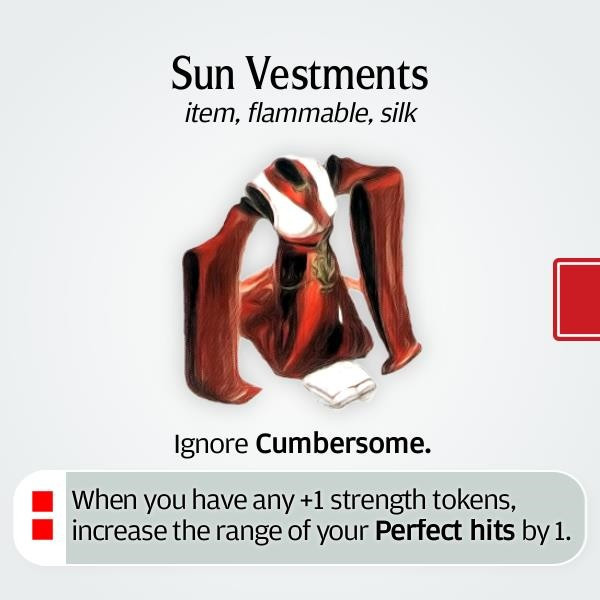 Sun Vestments
item, flammable, silk
Ignore Cumbersome.
When you have any +1 strength tokens,
increase the range of your Perfect hits by 1.